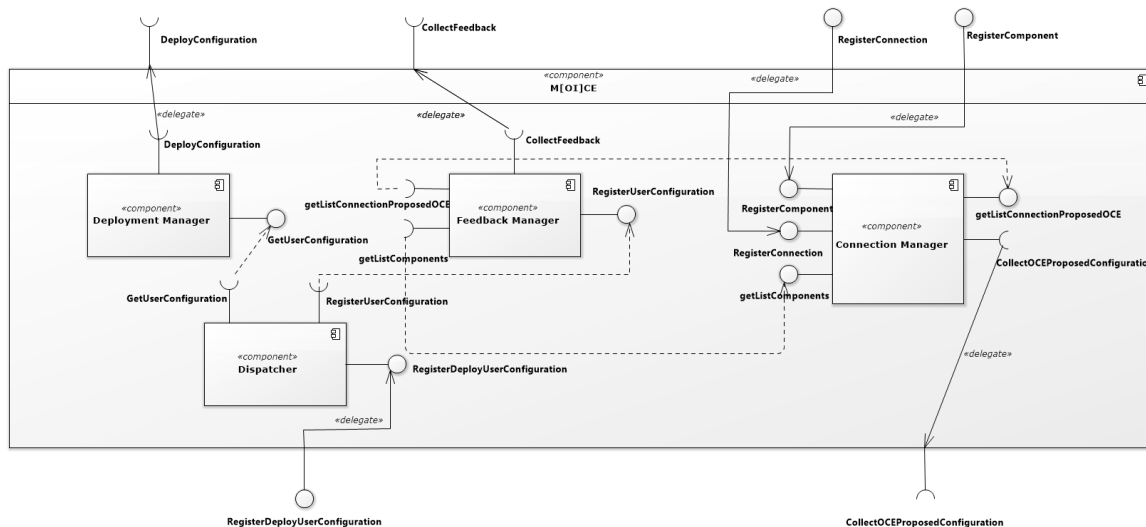 DeployConfiguration
CollectFeedback
RegisterConnection
RegisterComponent
«component»
M[OI]CE
«delegate»
«delegate»
«delegate»
«delegate»
DeployConfiguration
CollectFeedback
«component»
Deployment Manager
GetUserConfiguration
getListConnectionProposedOCE
«component»
Feedback Manager
RegisterUserConfiguration
getListComponents
RegisterComponent
RegisterConnection
getListComponents
«component»
Connection Manager
getListConnectionProposedOCE
CollectOCEProposedConfiguratio
GetUserConfiguration
RegisterUserConfiguration
«component»
Dispatcher
RegisterDeployUserConfiguration
«delegate»
«delegate»
RegisterDeployUserConfiguration
CollectOCEProposedConfiguration